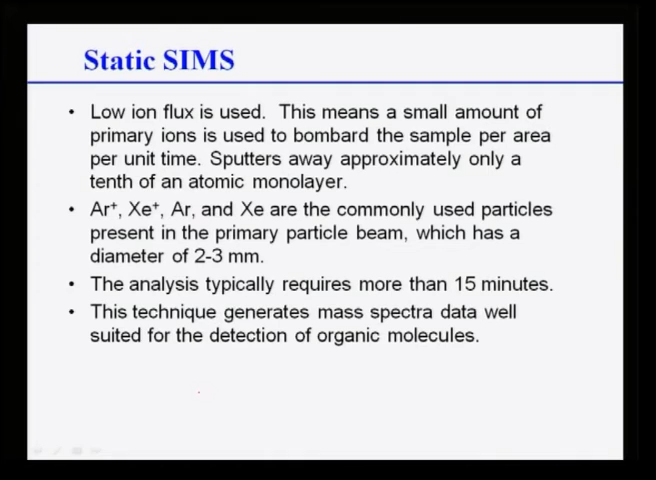 Static SIMS
• Low ion flux is used. This means a small amount of
primary ions is used to bombard the sample per area
per unit time. Sputters away approximately only a
tenth of an atomic monolayer.
• Ar⁺, Xe⁺, Ar, and Xe are the commonly used particles
present in the primary particle beam, which has a
diameter of 2-3 mm.
• The analysis typically requires more than 15 minutes.
• This technique generates mass spectra data well
suited for the detection of organic molecules.